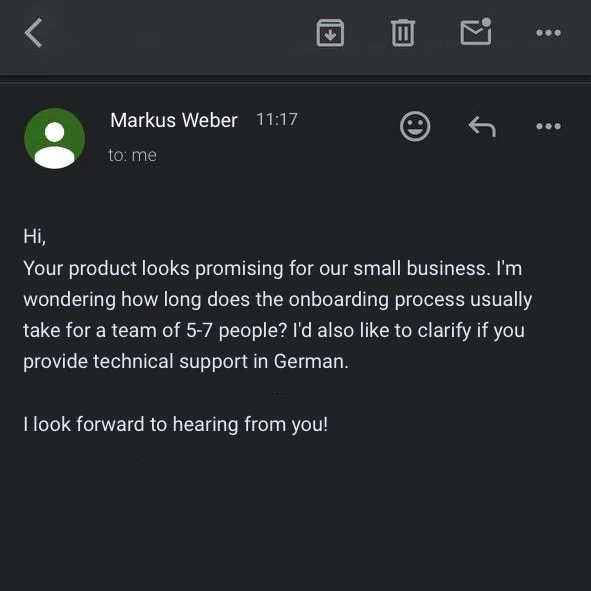 Markus Weber 11:17
to: me
Hi,
Your product looks promising for our small business. I'm
wondering how long does the onboarding process usually
take for a team of 5-7 people? I'd also like to clarify if you
provide technical support in German.
I look forward to hearing from you!